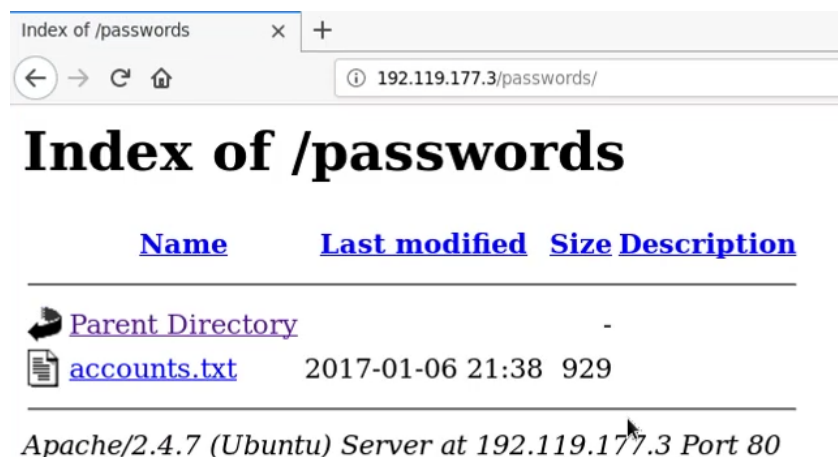 Index of /passwords
192.119.177.3/passwords/
Index of /passwords
Name Last modified Size Description
Parent Directory -
accounts.txt 2017-01-06 21:38 929
Apache/2.4.7 (Ubuntu) Server at 192.119.177.3 Port 80